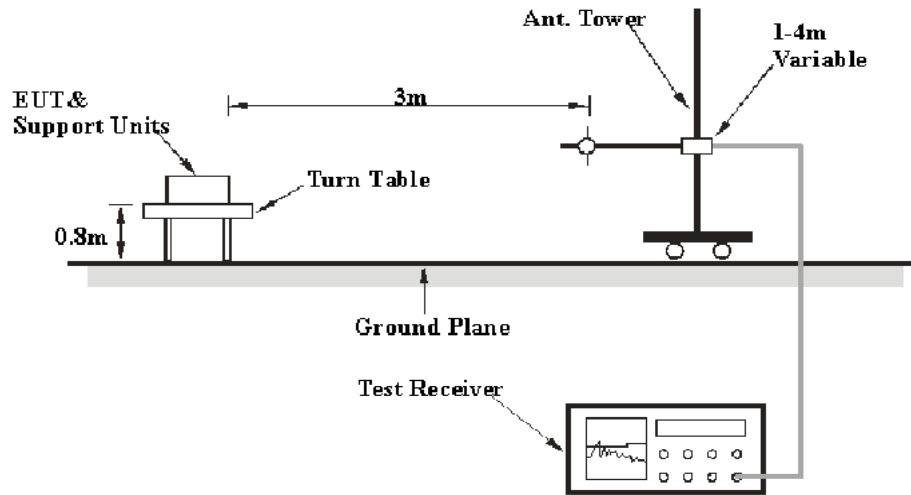 Ant. Tower
1-4m
Variable
EUT&
Support Units
3m
Turn Table
0.8m
Ground Plane
Test Receiver